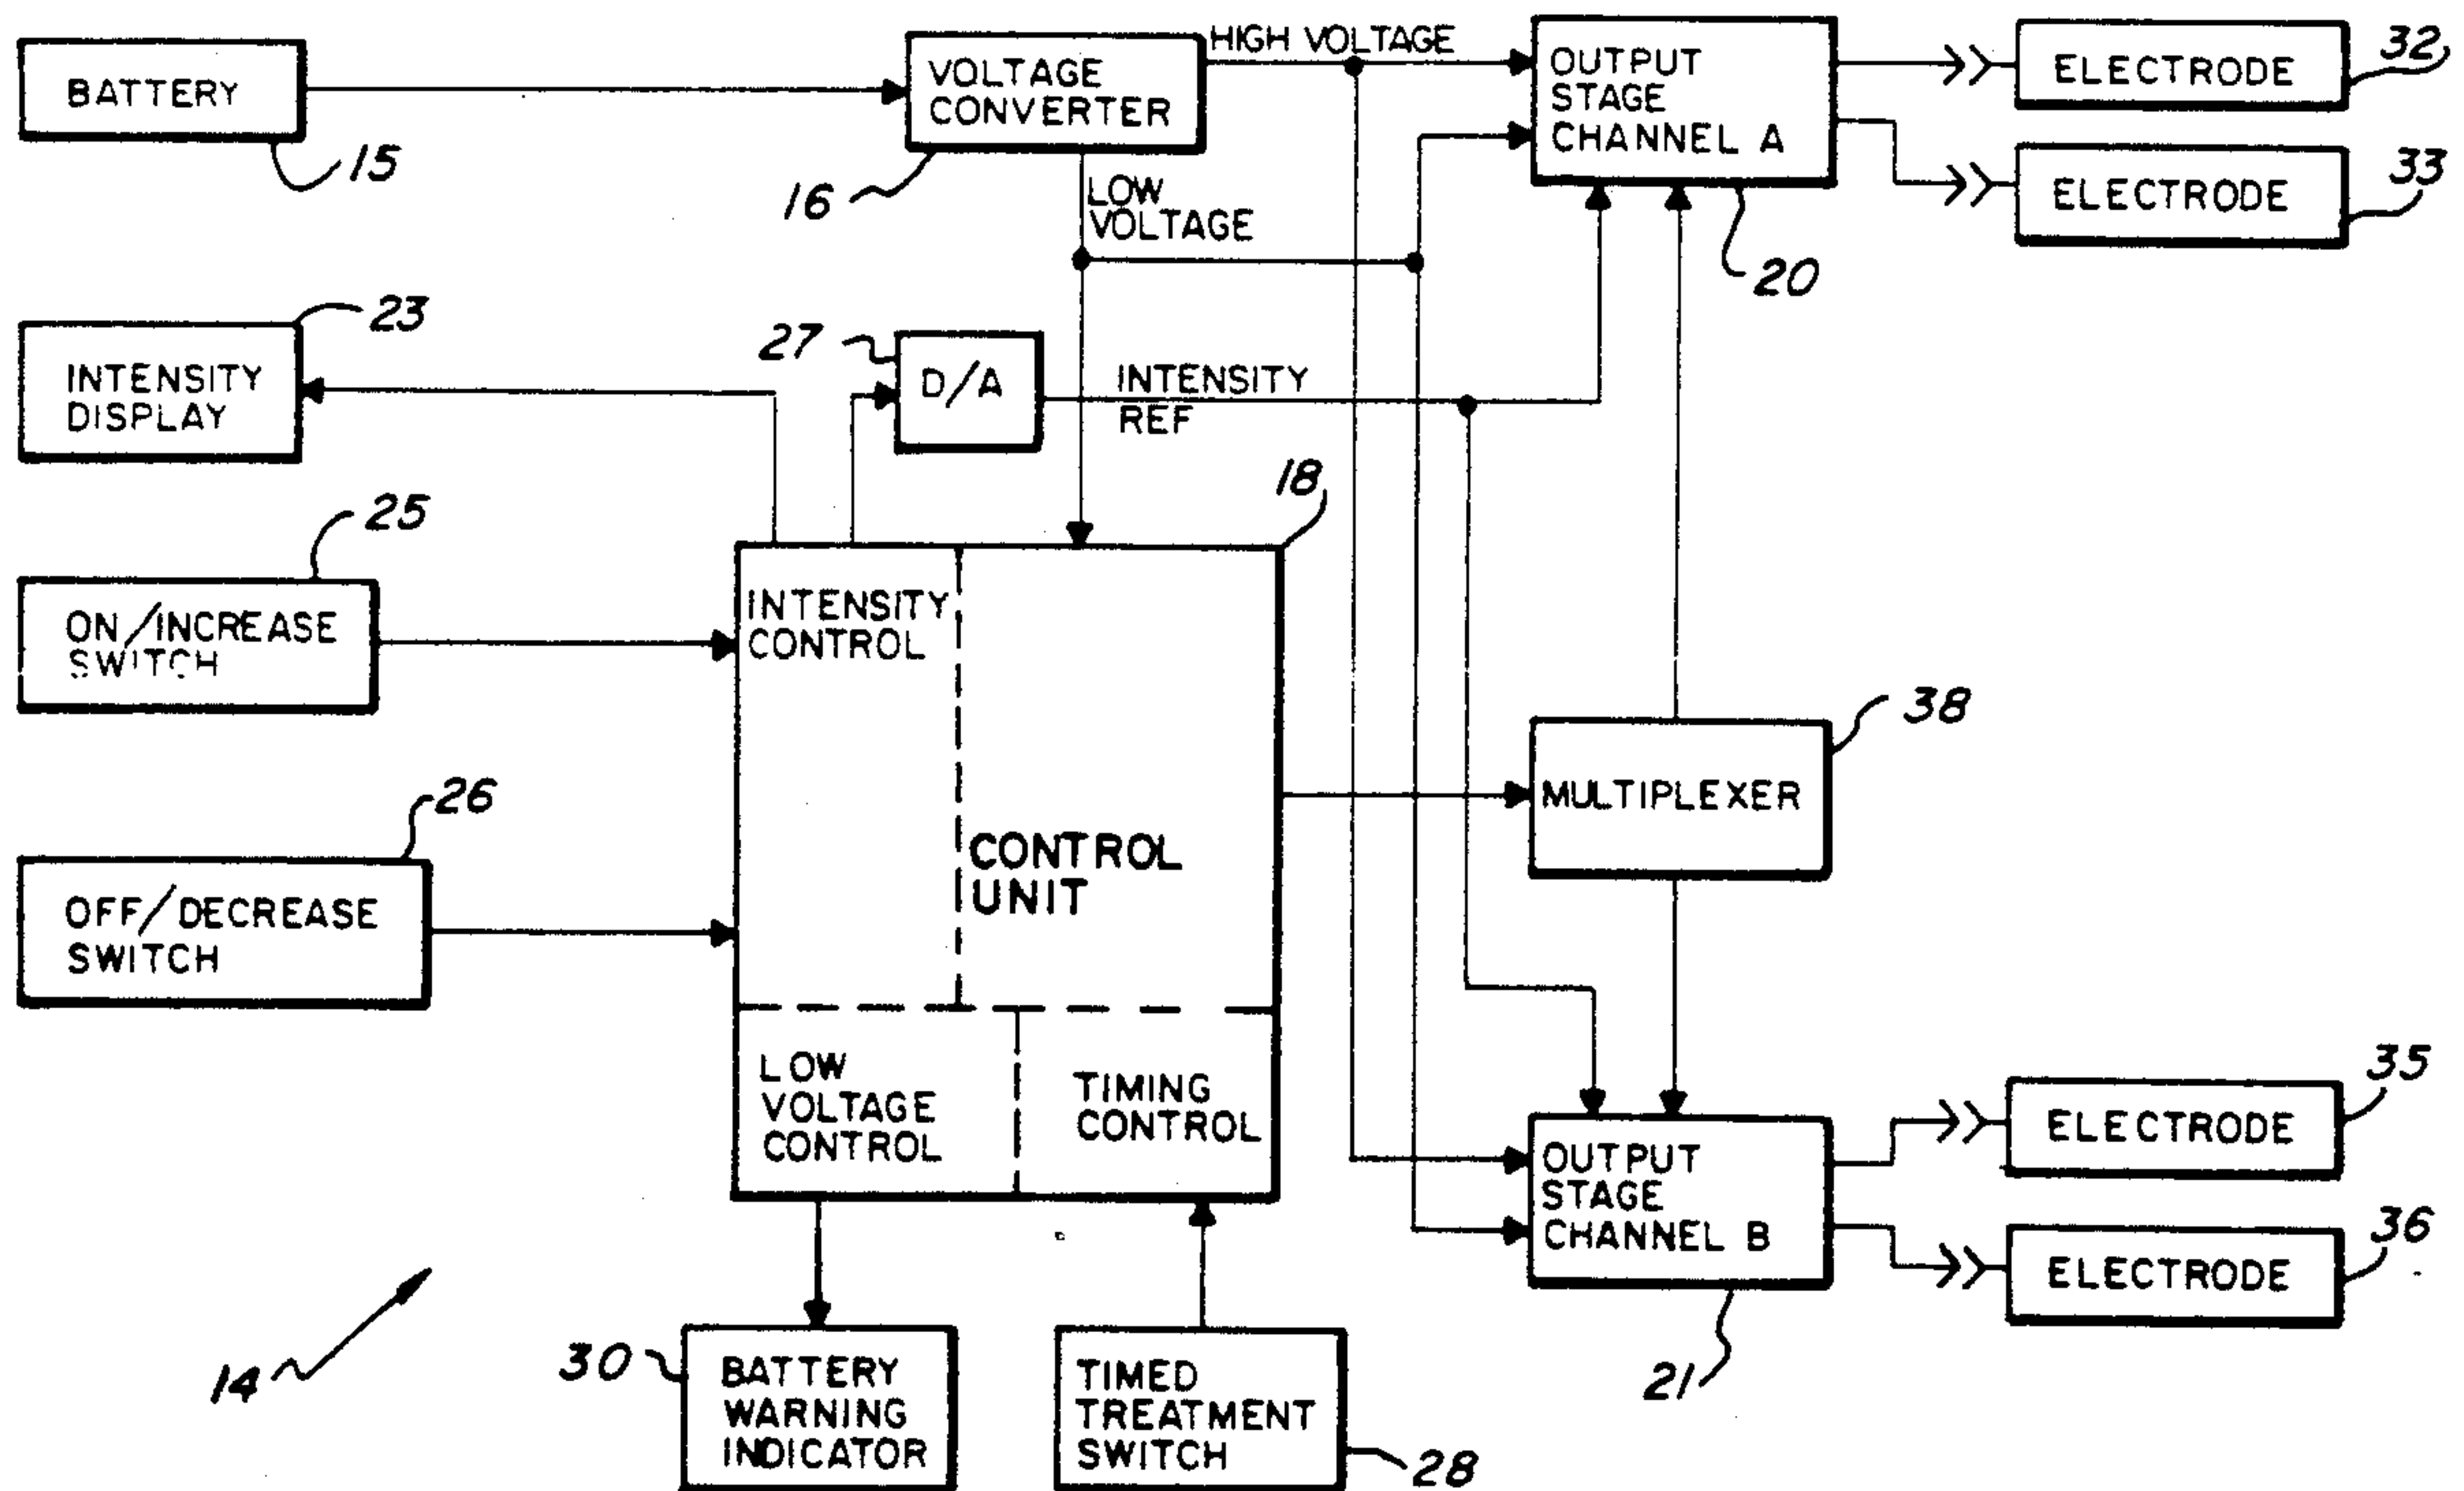 BATTERY
15
VOLTAGE
CONVERTER
16
HIGH VOLTAGE
LOW
VOLTAGE
OUTPUT
STAGE
CHANNEL A
20
ELECTRODE
32
ELECTRODE
33
INTENSITY
DISPLAY
23
27
D/A
INTENSITY
REF
ON/INCREASE
SWITCH
25
18
INTENSITY
CONTROL
CONTROL
UNIT
MULTIPLEXER
38
OFF/DECREASE
SWITCH
26
LOW
VOLTAGE
CONTROL
TIMING
CONTROL
OUTPUT
STAGE
CHANNEL B
21
ELECTRODE
35
ELECTRODE
36
14
30
BATTERY
WARNING
INDICATOR
TIMED
TREATMENT
SWITCH
28